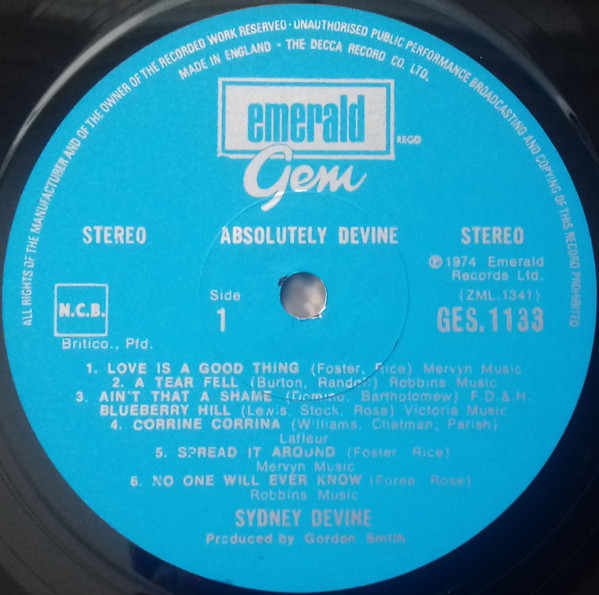 ALL RIGHTS OF THE MANUFACTURER AND OF THE OWNER OF THE RECORDED WORK RESERVED · UNAUTHORISED PUBLIC PERFORMANCE BROADCASTING AND COPYING OF THIS RECORD PROHIBITED
MADE IN ENGLAND · THE DECCA RECORD CO. LTD.
emerald
REGD
Gem
STEREO ABSOLUTELY DEVINE STEREO
℗1974 Emerald
Records Ltd.
Side
1
(ZML.1341)
N.C.B.
GES.1133
Britico., Pfd.
1. LOVE IS A GOOD THING (Foster, Rice) Mervyn Music
2. A TEAR FELL (Burton, Randolf) Robbins Music
3. AIN'T THAT A SHAME (Domino, Bartholomew) F.D.&.H.
BLUEBERRY HILL (Lewis, Stock, Rose) Victoria Music
4. CORRINE CORRINA (Williams, Chatman, Parish)
Lafleur
5. SPREAD IT AROUND (Foster, Rice)
Mervyn Music
6. NO ONE WILL EVER KNOW (Foree, Rose)
Robbins Music
SYDNEY DEVINE
Produced by Gordon Smith